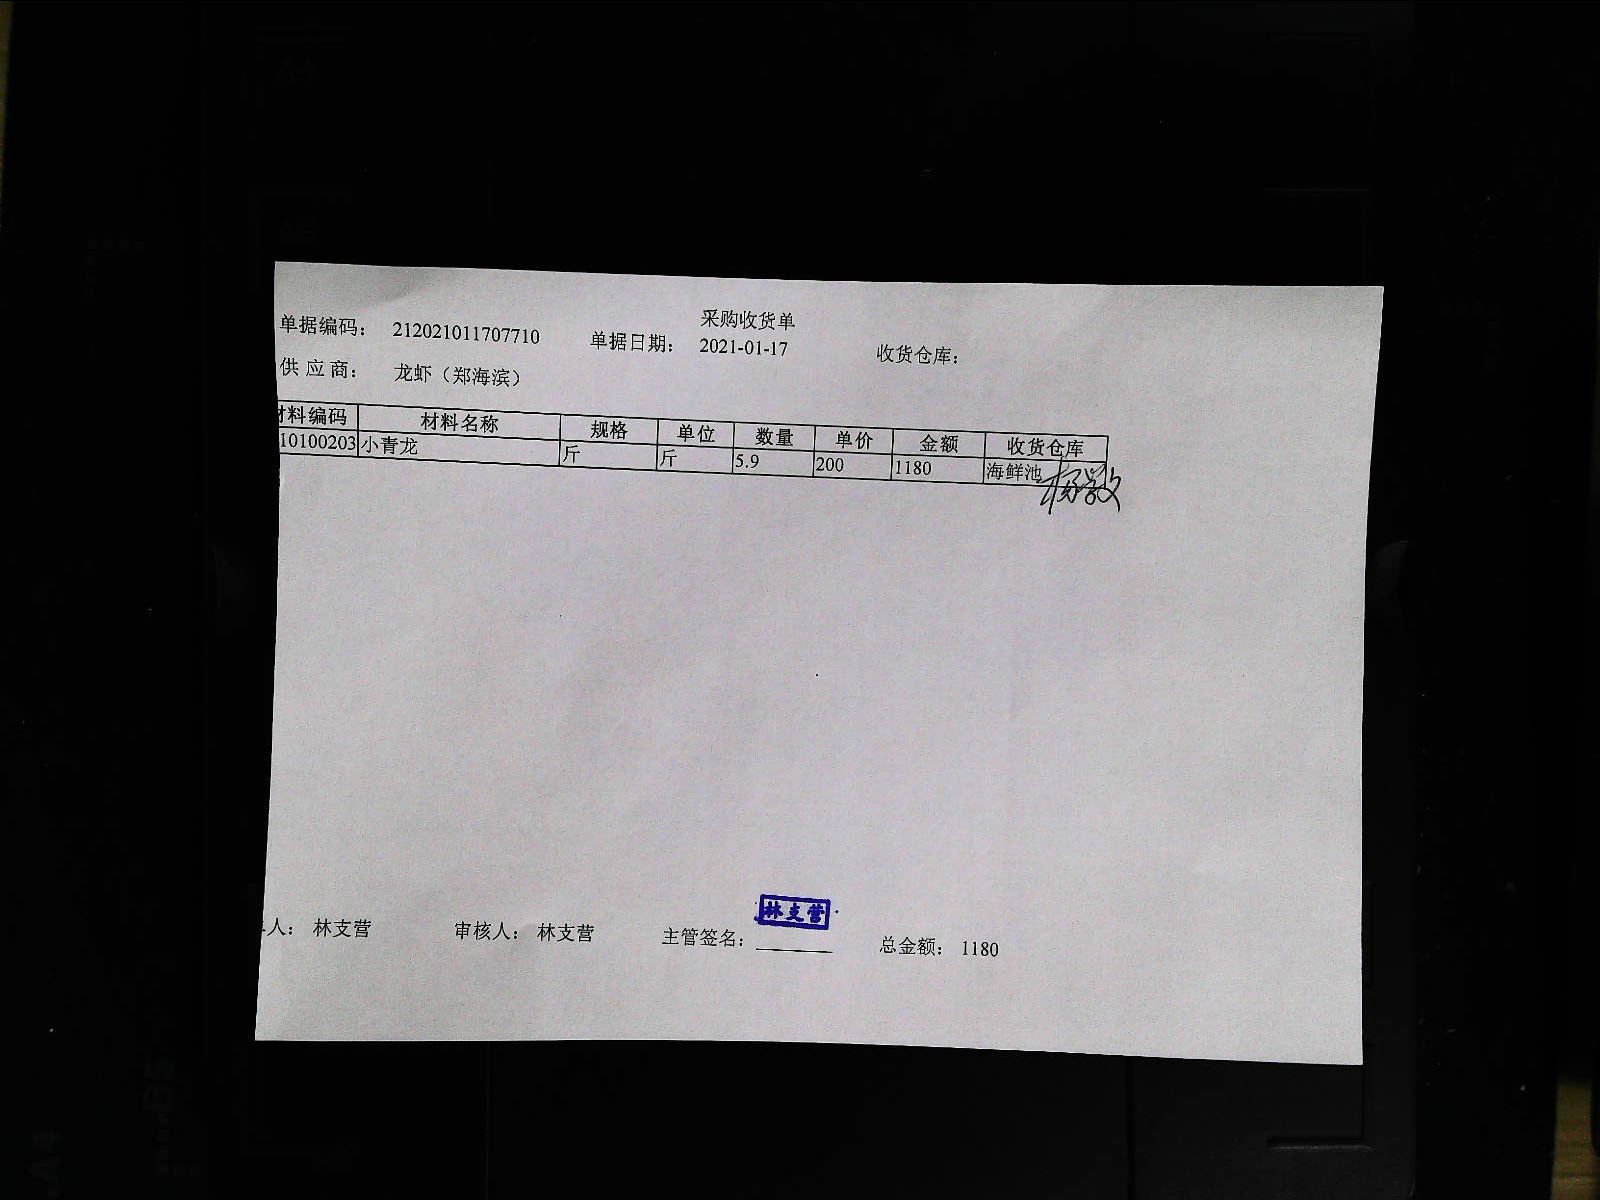 采购收货单
单据编码： 212021011707710 单据日期： 2021-01-17 收货仓库：
供 应 商： 龙虾（郑海滨）
材料编码 材料名称 规格 单位 数量 单价 金额 收货仓库
10100203 小青龙 斤 斤 5.9 200 1180 海鲜池
林支营
人： 林支营 审核人： 林支营 主管签名： 总金额： 1180